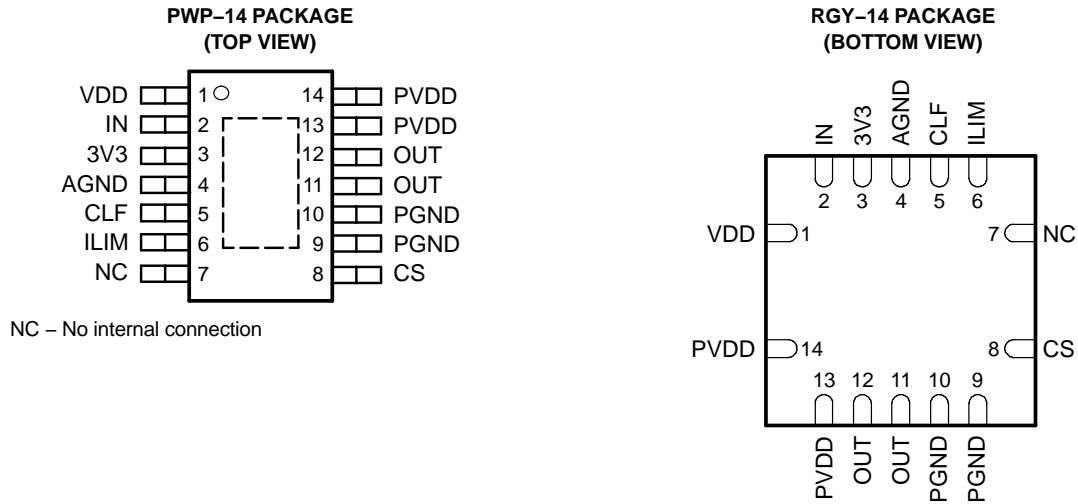 PWP–14 PACKAGE
(TOP VIEW)
VDD 1 14 PVDD
IN 2 13 PVDD
3V3 3 12 OUT
AGND 4 11 OUT
CLF 5 10 PGND
ILIM 6 9 PGND
NC 7 8 CS
NC – No internal connection
RGY–14 PACKAGE
(BOTTOM VIEW)
IN 3V3 AGND CLF ILIM
2 3 4 5 6
VDD 1 7 NC
PVDD 14 8 CS
13 12 11 10 9
PVDD OUT OUT PGND PGND